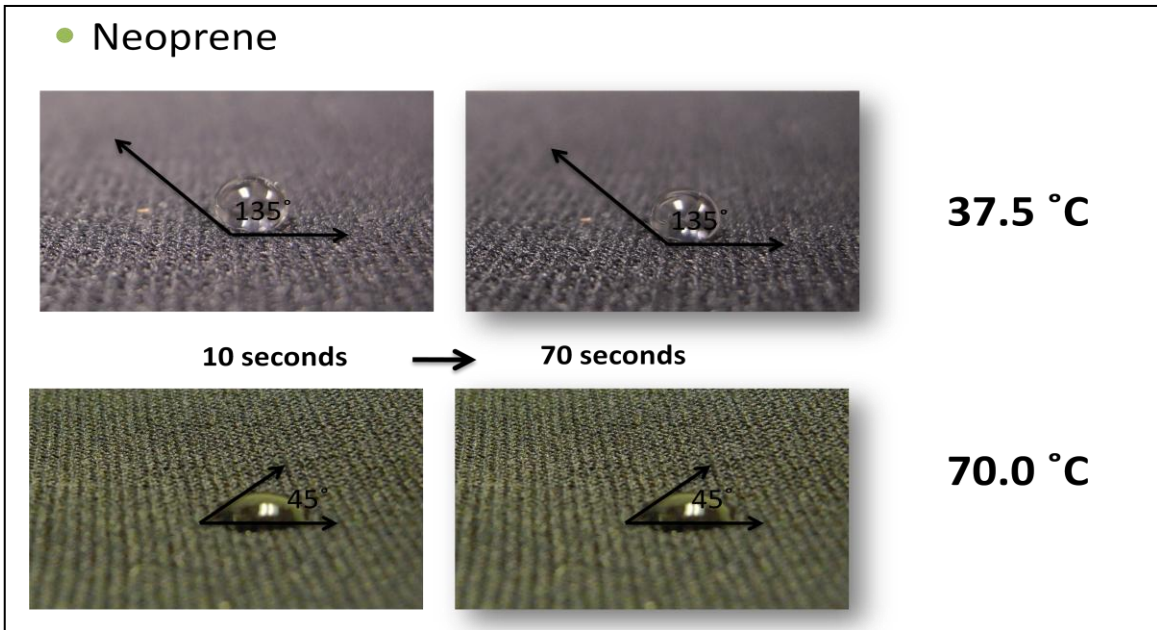 • Neoprene
135˚
135˚
37.5 ˚C
10 seconds
70 seconds
45˚
45˚
70.0 ˚C